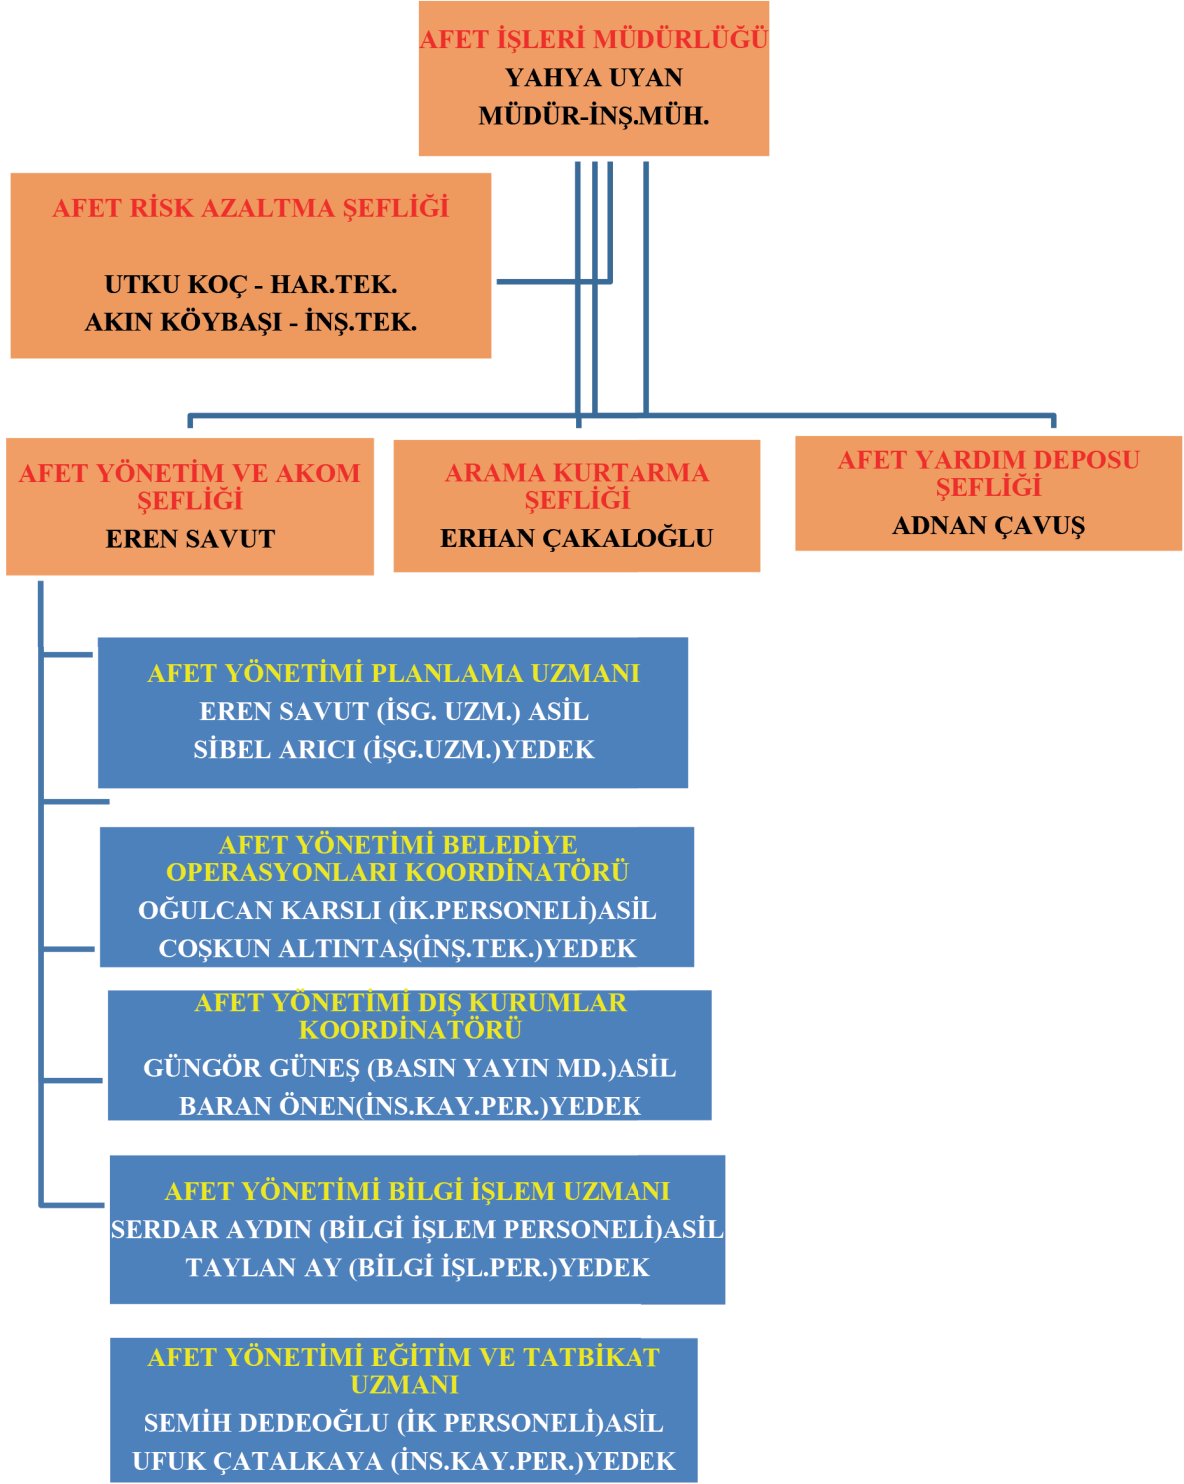 AFET İŞLERİ MÜDÜRLÜĞÜ
YAHYA UYAN
MÜDÜR-İNŞ.MÜH.
AFET RİSK AZALTMA ŞEFLİĞİ
UTKU KOÇ - HAR.TEK.
AKIN KÖYBAŞI - İNŞ.TEK.
AFET YÖNETİM VE AKOM
ŞEFLİĞİ
EREN SAVUT
ARAMA KURTARMA
ŞEFLİĞİ
ERHAN ÇAKALOĞLU
AFET YARDIM DEPOSU
ŞEFLİĞİ
ADNAN ÇAVUŞ
AFET YÖNETİMİ PLANLAMA UZMANI
EREN SAVUT (İSG. UZM.) ASİL
SİBEL ARICI (İŞG.UZM.)YEDEK
AFET YÖNETİMİ BELEDİYE
OPERASYONLARI KOORDİNATÖRÜ
OĞULCAN KARSLI (İK.PERSONELİ)ASİL
COŞKUN ALTINTAŞ(İNŞ.TEK.)YEDEK
AFET YÖNETİMİ DIŞ KURUMLAR
KOORDİNATÖRÜ
GÜNGÖR GÜNEŞ (BASIN YAYIN MD.)ASİL
BARAN ÖNEN(İNS.KAY.PER.)YEDEK
AFET YÖNETİMİ BİLGİ İŞLEM UZMANI
SERDAR AYDIN (BİLGİ İŞLEM PERSONELİ)ASİL
TAYLAN AY (BİLGİ İŞL.PER.)YEDEK
AFET YÖNETİMİ EĞİTİM VE TATBİKAT
UZMANI
SEMİH DEDEOĞLU (İK PERSONELİ)ASİL
UFUK ÇATALKAYA (İNS.KAY.PER.)YEDEK